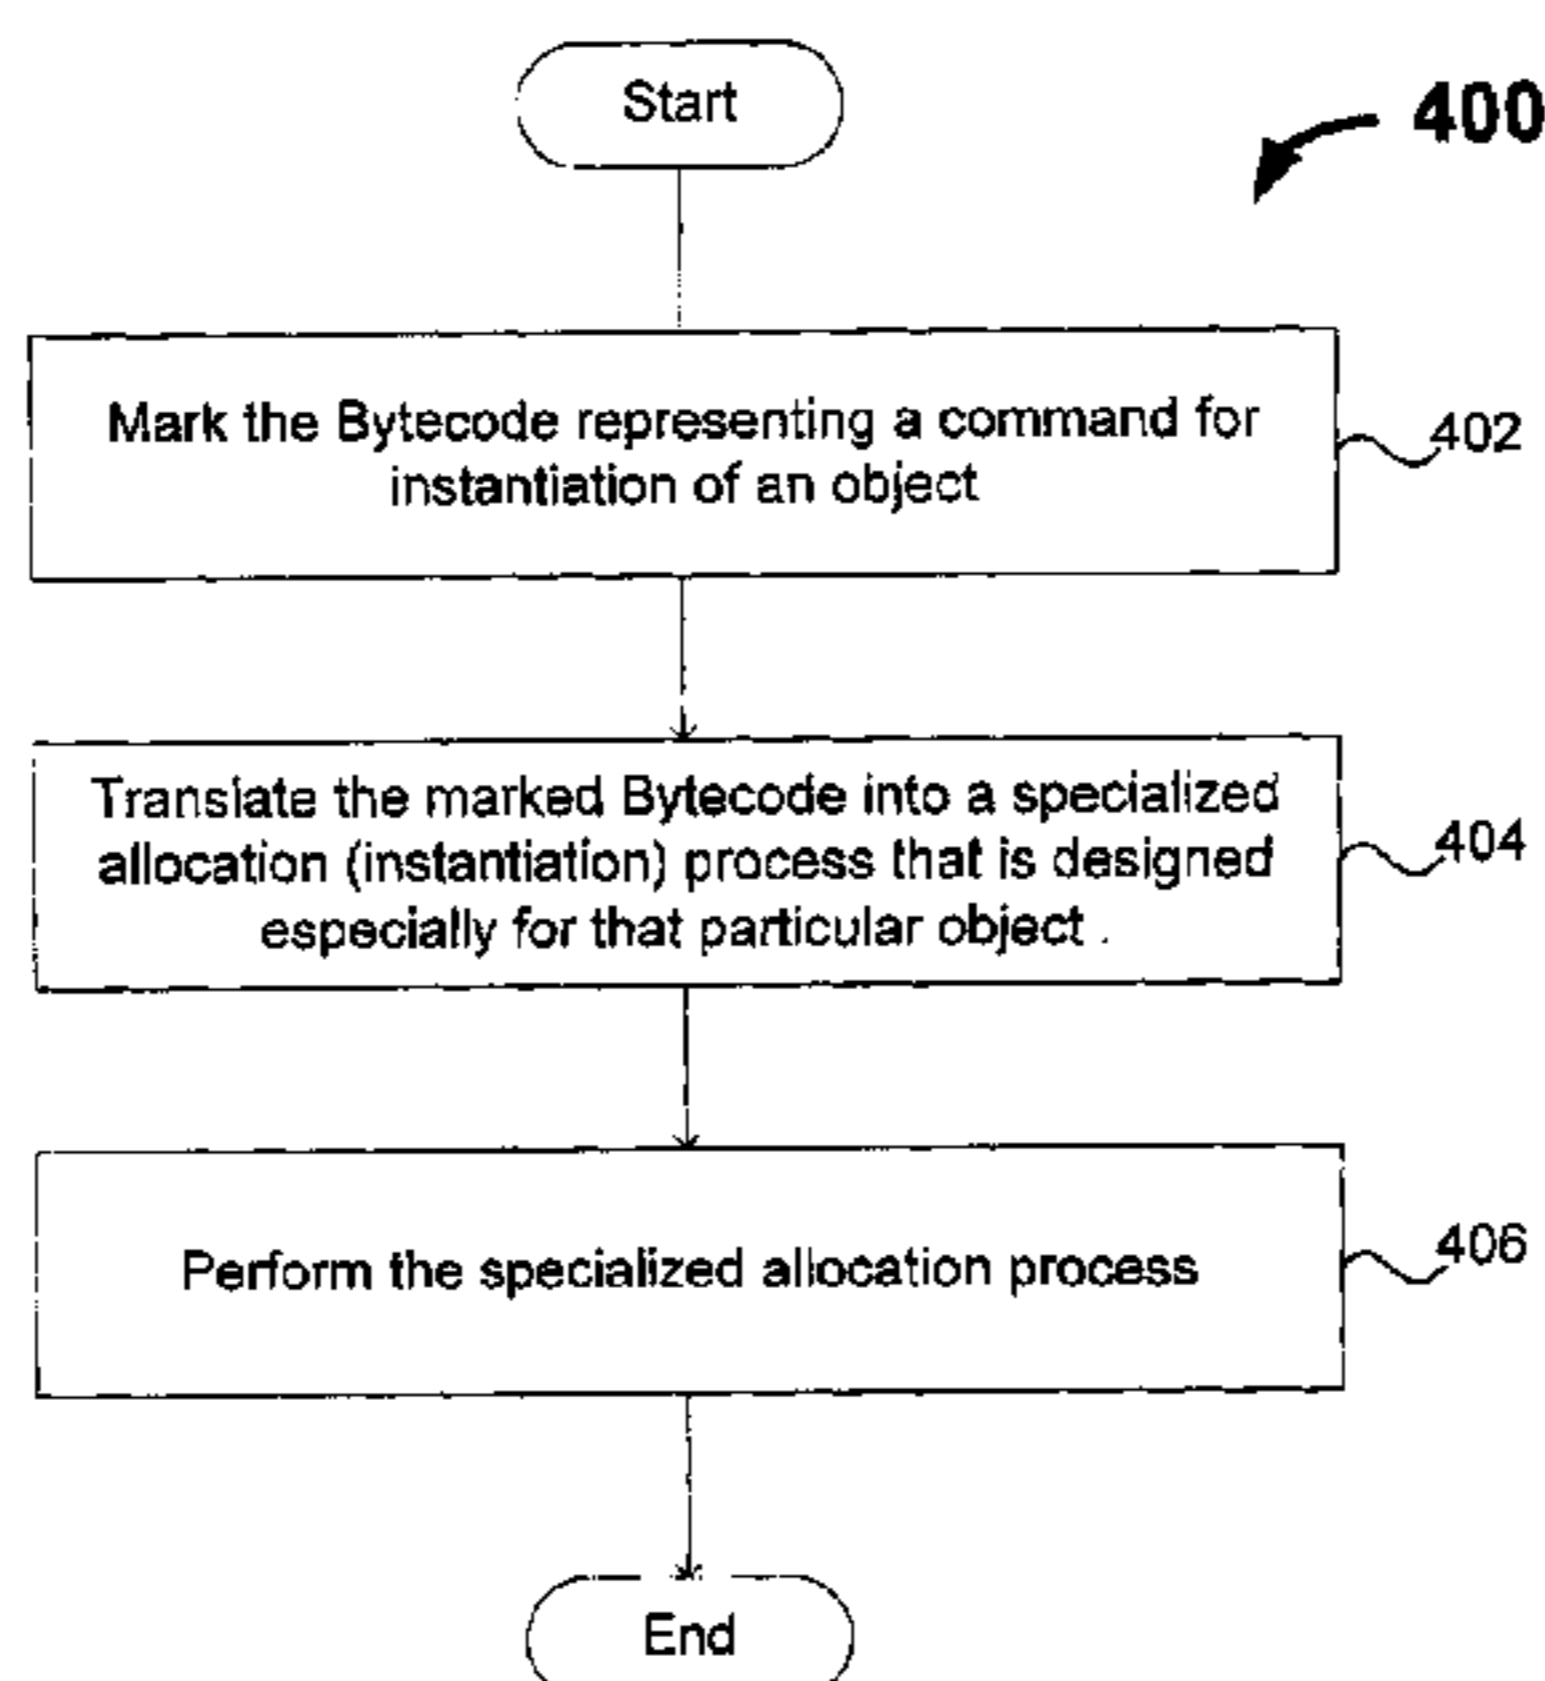 Start
400
Mark the Bytecode representing a command for
instantiation of an object
402
Translate the marked Bytecode into a specialized
allocation (instantiation) process that is designed
especially for that particular object .
404
Perform the specialized allocation process
406
End